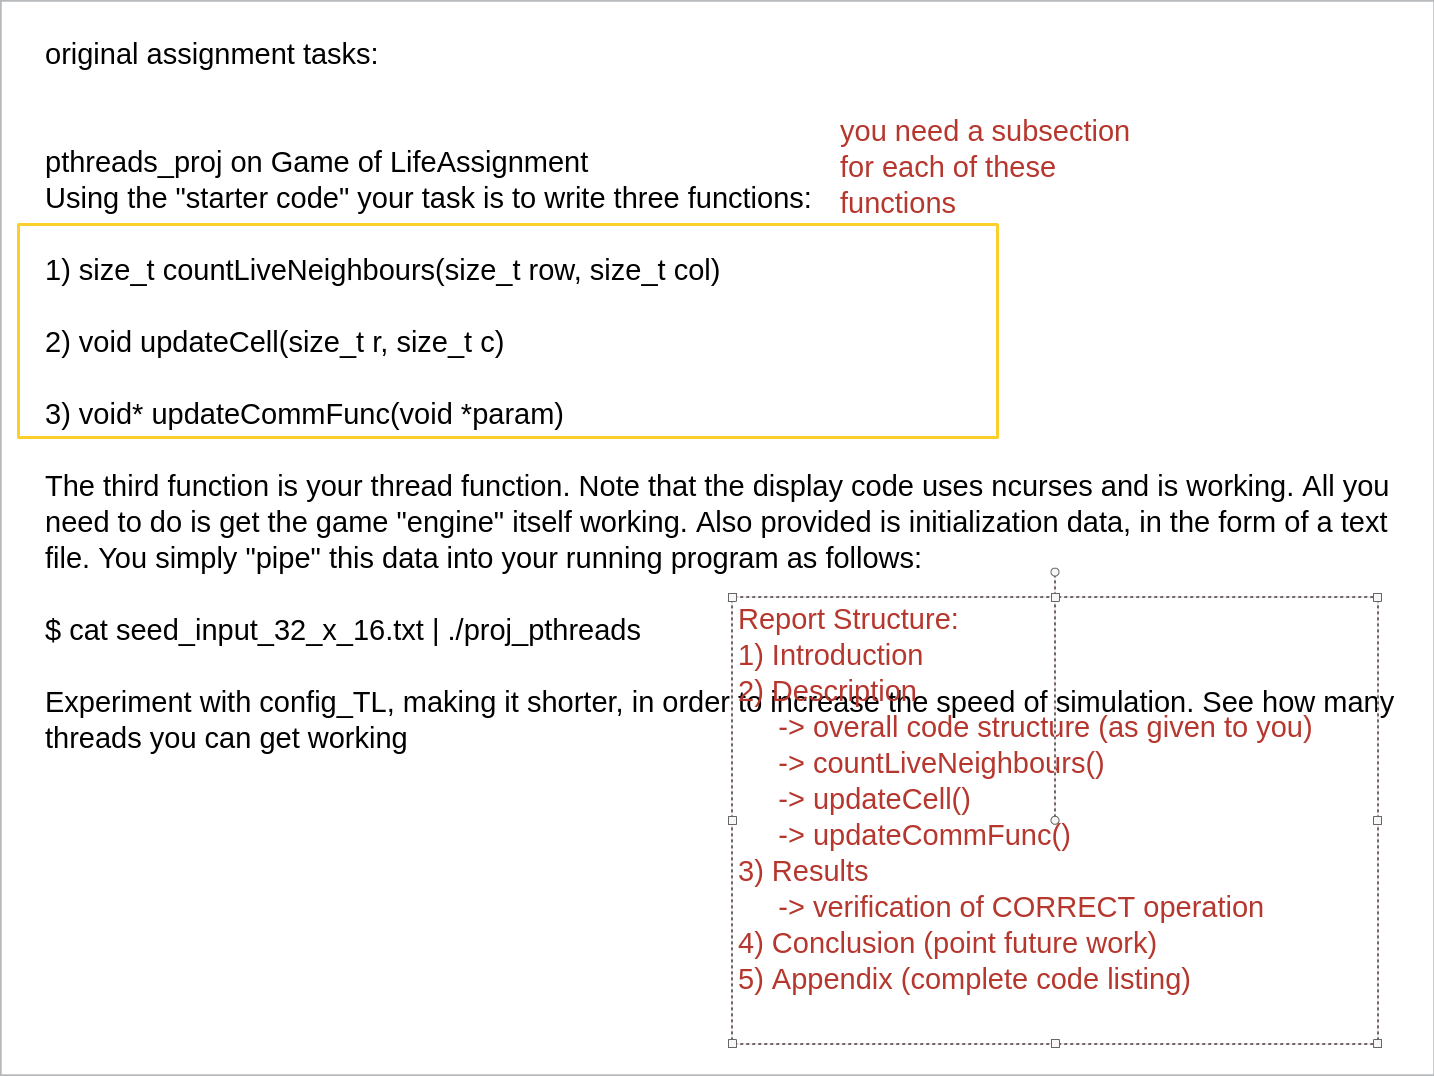 original assignment tasks:
you need a subsection
for each of these
functions
pthreads_proj on Game of LifeAssignment
Using the "starter code" your task is to write three functions:
1) size_t countLiveNeighbours(size_t row, size_t col)
2) void updateCell(size_t r, size_t c)
3) void* updateCommFunc(void *param)
The third function is your thread function. Note that the display code uses ncurses and is working. All you
need to do is get the game "engine" itself working. Also provided is initialization data, in the form of a text
file. You simply "pipe" this data into your running program as follows:
$ cat seed_input_32_x_16.txt | ./proj_pthreads
Experiment with config_TL, making it shorter, in order to increase the speed of simulation. See how many
threads you can get working
Report Structure:
1) Introduction
2) Description
-> overall code structure (as given to you)
-> countLiveNeighbours()
-> updateCell()
-> updateCommFunc()
3) Results
-> verification of CORRECT operation
4) Conclusion (point future work)
5) Appendix (complete code listing)